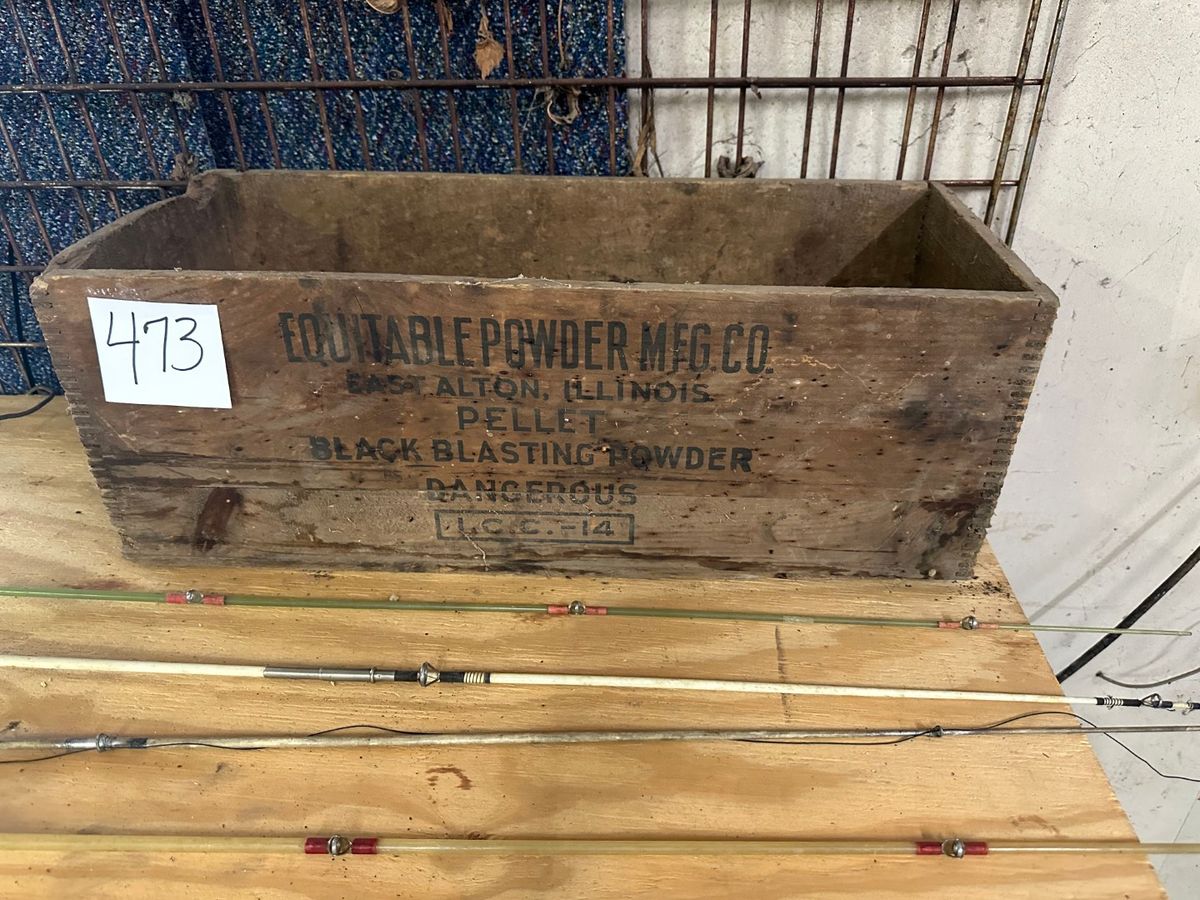 473
EQUITABLE POWDER MFG. CO.
EAST ALTON, ILLINOIS.
PELLET
BLACK BLASTING POWDER
DANGEROUS
I.C.C.-14